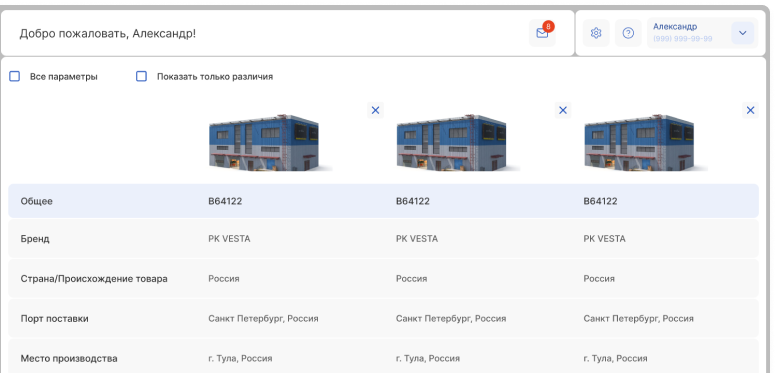 Добро пожаловать, Александр!
8
Александр
(899) 999-99-99
Все параметры
Показать только различия
Общее B64122 B64122 B64122
Бренд PK VESTA PK VESTA PK VESTA
Страна/Происхождение товара Россия Россия Россия
Порт поставки Санкт Петербург, Россия Санкт Петербург, Россия Санкт Петербург, Россия
Место производства г. Тула, Россия г. Тула, Россия г. Тула, Россия